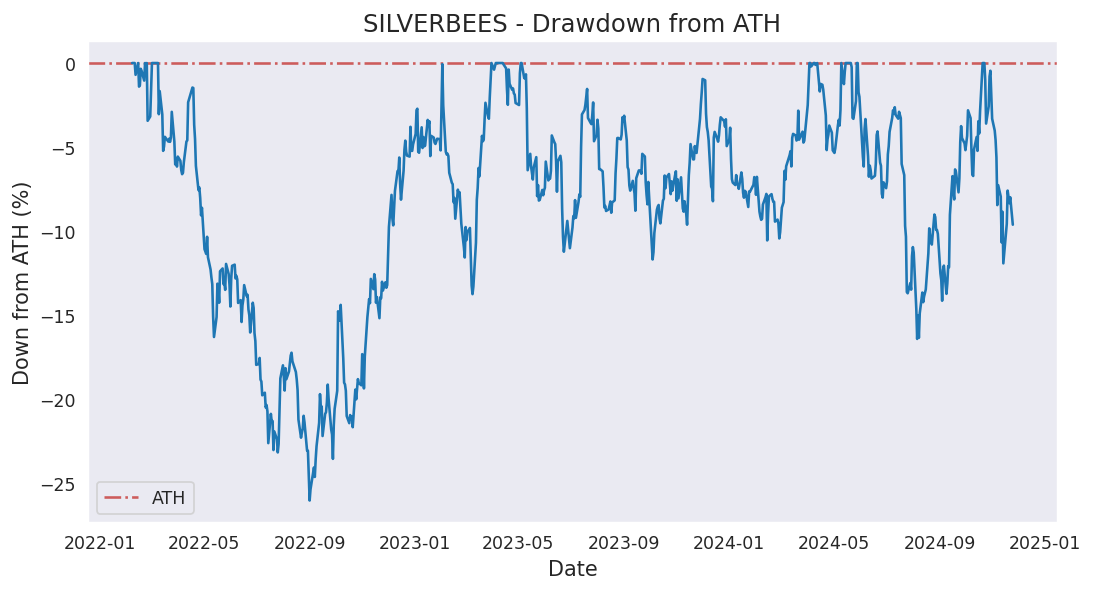 SILVERBEES - Drawdown from ATH
Down from ATH (%)
0
−5
−10
−15
−20
−25
ATH
2022-01 2022-05 2022-09 2023-01 2023-05 2023-09 2024-01 2024-05 2024-09 2025-01
Date